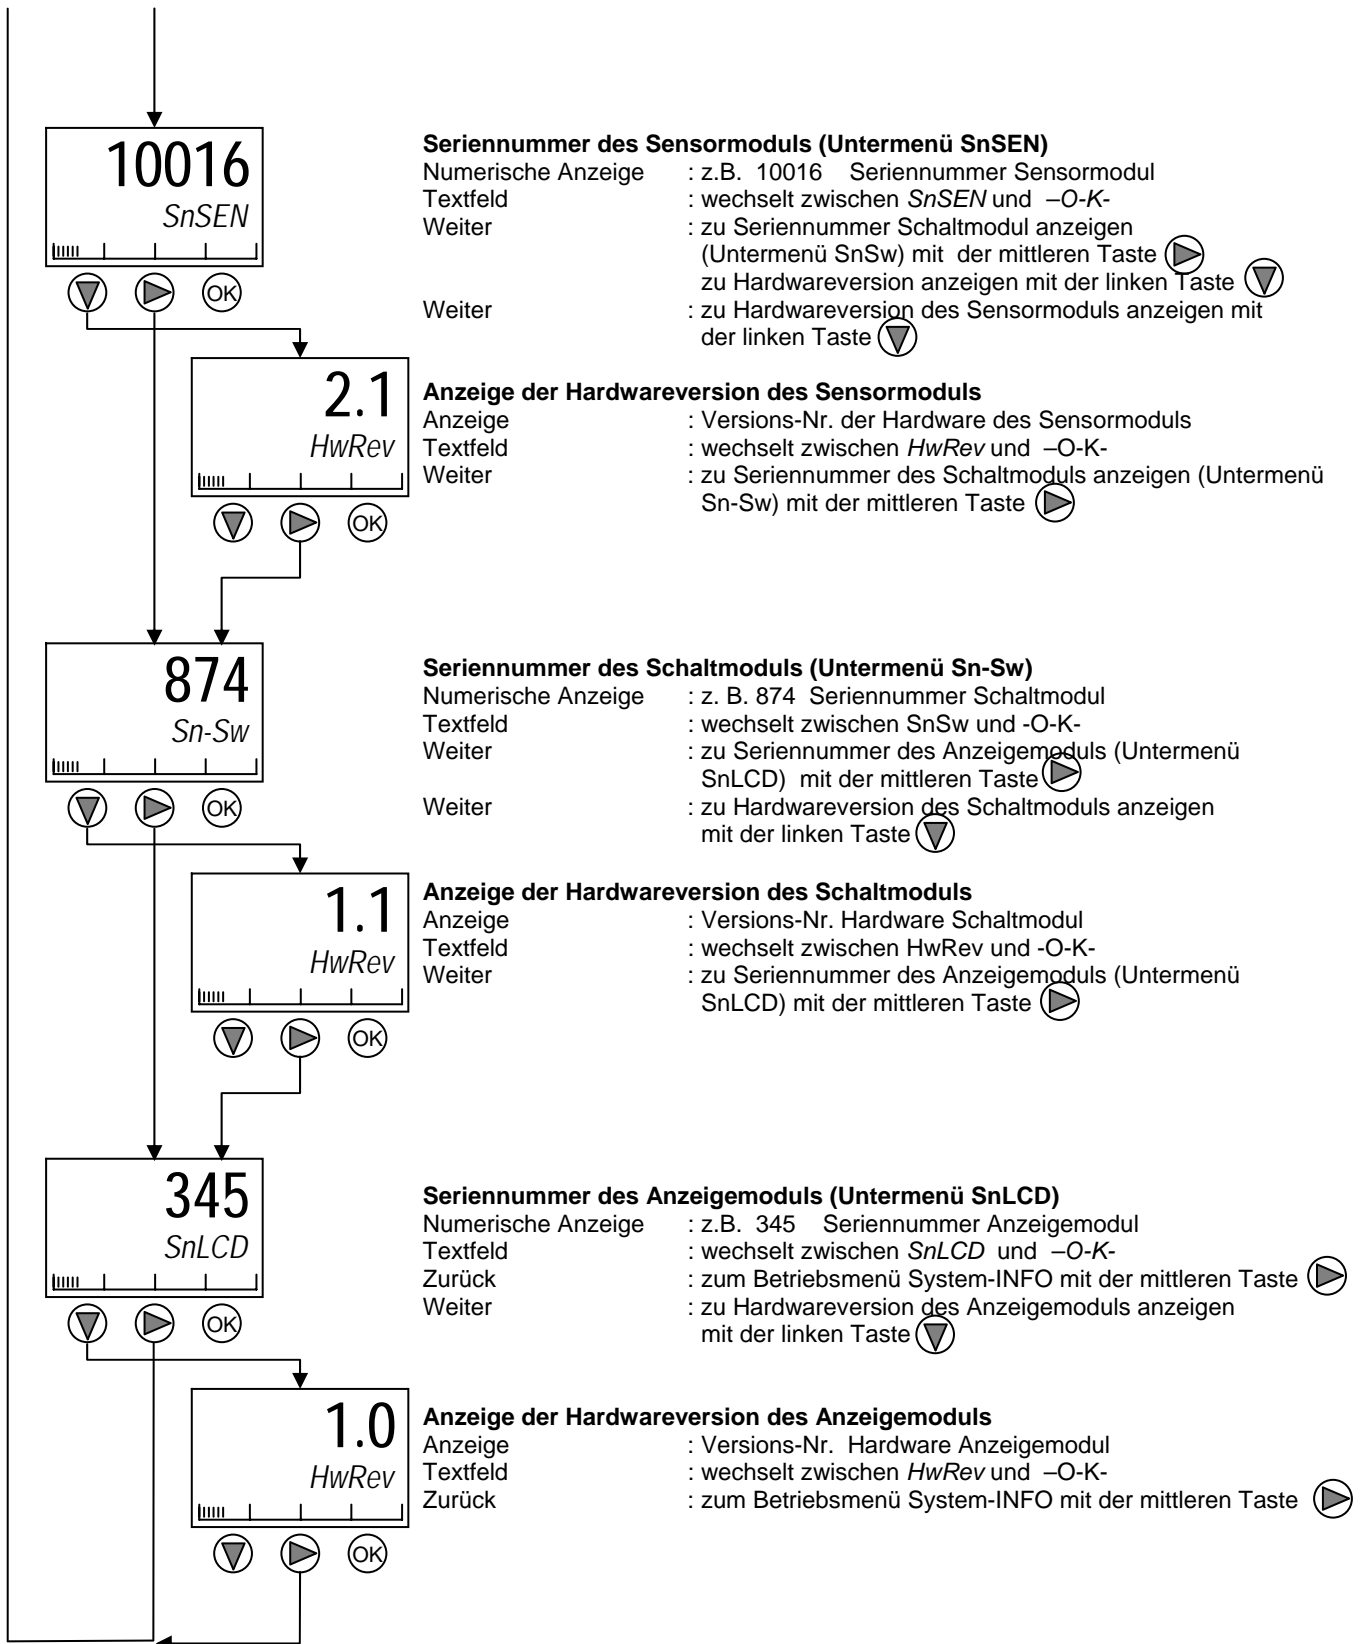 10016
SnSEN
OK
Seriennummer des Sensormoduls (Untermenü SnSEN)
Numerische Anzeige : z.B. 10016 Seriennummer Sensormodul
Textfeld : wechselt zwischen SnSEN und –O-K-
Weiter : zu Seriennummer Schaltmodul anzeigen
(Untermenü SnSw) mit der mittleren Taste
zu Hardwareversion anzeigen mit der linken Taste
Weiter : zu Hardwareversion des Sensormoduls anzeigen mit
der linken Taste
2.1
HwRev
OK
Anzeige der Hardwareversion des Sensormoduls
Anzeige : Versions-Nr. der Hardware des Sensormoduls
Textfeld : wechselt zwischen HwRev und –O-K-
Weiter : zu Seriennummer des Schaltmoduls anzeigen (Untermenü
Sn-Sw) mit der mittleren Taste
874
Sn-Sw
OK
Seriennummer des Schaltmoduls (Untermenü Sn-Sw)
Numerische Anzeige : z. B. 874 Seriennummer Schaltmodul
Textfeld : wechselt zwischen SnSw und -O-K-
Weiter : zu Seriennummer des Anzeigemoduls (Untermenü
SnLCD) mit der mittleren Taste
Weiter : zu Hardwareversion des Schaltmoduls anzeigen
mit der linken Taste
1.1
HwRev
OK
Anzeige der Hardwareversion des Schaltmoduls
Anzeige : Versions-Nr. Hardware Schaltmodul
Textfeld : wechselt zwischen HwRev und -O-K-
Weiter : zu Seriennummer des Anzeigemoduls (Untermenü
SnLCD) mit der mittleren Taste
345
SnLCD
OK
Seriennummer des Anzeigemoduls (Untermenü SnLCD)
Numerische Anzeige : z.B. 345 Seriennummer Anzeigemodul
Textfeld : wechselt zwischen SnLCD und –O-K-
Zurück : zum Betriebsmenü System-INFO mit der mittleren Taste
Weiter : zu Hardwareversion des Anzeigemoduls anzeigen
mit der linken Taste
1.0
HwRev
OK
Anzeige der Hardwareversion des Anzeigemoduls
Anzeige : Versions-Nr. Hardware Anzeigemodul
Textfeld : wechselt zwischen HwRev und –O-K-
Zurück : zum Betriebsmenü System-INFO mit der mittleren Taste